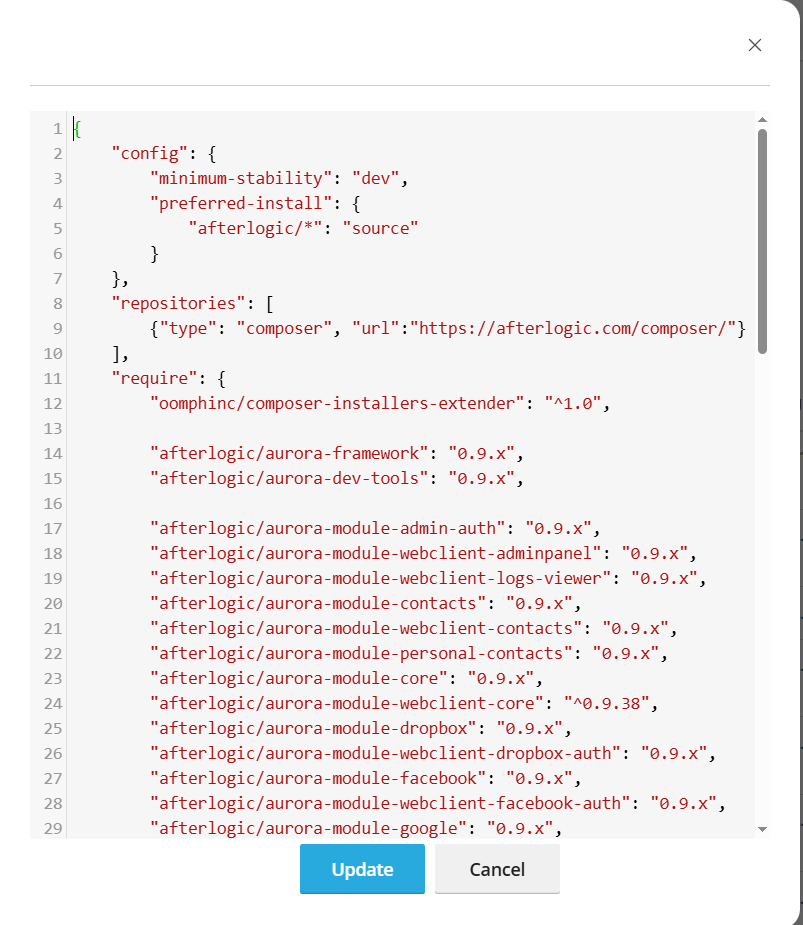 1 {
2     "config": {
3         "minimum-stability": "dev",
4         "preferred-install": {
5             "afterlogic/*": "source"
6         }
7     },
8     "repositories": [
9         {"type": "composer", "url":"https://afterlogic.com/composer/"}
10     ],
11     "require": {
12         "oomphinc/composer-installers-extender": "^1.0",
13
14         "afterlogic/aurora-framework": "0.9.x",
15         "afterlogic/aurora-dev-tools": "0.9.x",
16
17         "afterlogic/aurora-module-admin-auth": "0.9.x",
18         "afterlogic/aurora-module-webclient-adminpanel": "0.9.x",
19         "afterlogic/aurora-module-webclient-logs-viewer": "0.9.x",
20         "afterlogic/aurora-module-contacts": "0.9.x",
21         "afterlogic/aurora-module-webclient-contacts": "0.9.x",
22         "afterlogic/aurora-module-personal-contacts": "0.9.x",
23         "afterlogic/aurora-module-core": "0.9.x",
24         "afterlogic/aurora-module-webclient-core": "^0.9.38",
25         "afterlogic/aurora-module-dropbox": "0.9.x",
26         "afterlogic/aurora-module-webclient-dropbox-auth": "0.9.x",
27         "afterlogic/aurora-module-facebook": "0.9.x",
28         "afterlogic/aurora-module-webclient-facebook-auth": "0.9.x",
29         "afterlogic/aurora-module-google": "0.9.x",
Update Cancel